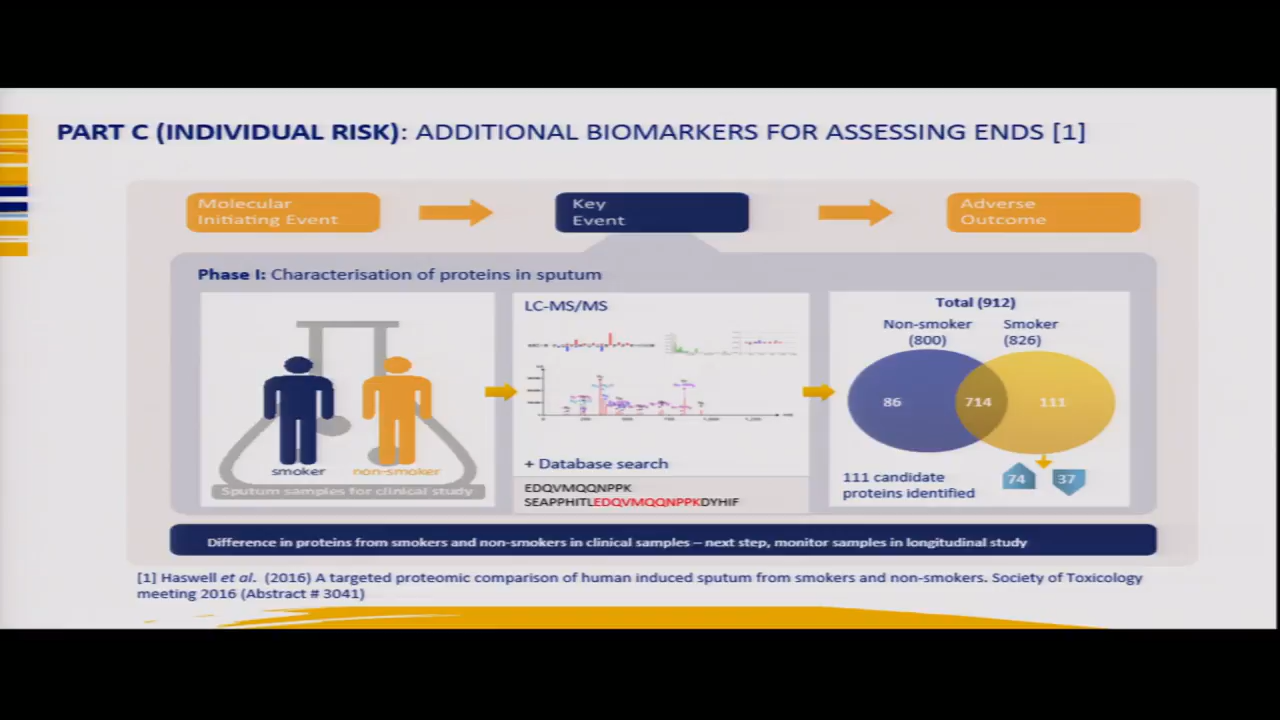 PART C (INDIVIDUAL RISK): ADDITIONAL BIOMARKERS FOR ASSESSING ENDS [1]
Molecular
Initiating Event
Key
Event
Adverse
Outcome
Phase I: Characterisation of proteins in sputum
smoker
non-smoker
Sputum samples for clinical study
LC-MS/MS
+ Database search
EDQVMQQNPPK
SEAPPHITLEDQVMQQNPPKDYHIF
Total (912)
Non-smoker
(800)
Smoker
(826)
86
714
111
111 candidate
proteins identified
74
37
Difference in proteins from smokers and non-smokers in clinical samples – next step, monitor samples in longitudinal study
[1] Haswell et al. (2016) A targeted proteomic comparison of human induced sputum from smokers and non-smokers. Society of Toxicology
meeting 2016 (Abstract # 3041)